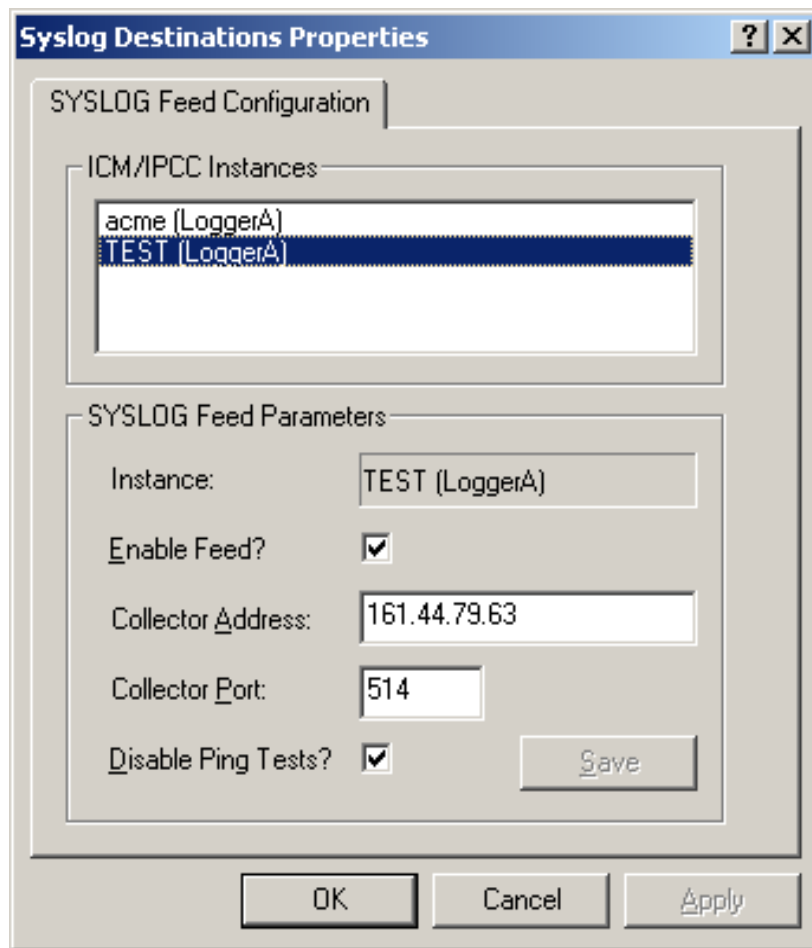 Syslog Destinations Properties
SYSLOG Feed Configuration
ICM/IPCC Instances
acme (LoggerA)
TEST (LoggerA)
SYSLOG Feed Parameters
Instance: TEST (LoggerA)
Enable Feed?
Collector Address: 161.44.79.63
Collector Port: 514
Disable Ping Tests? Save
OK Cancel Apply